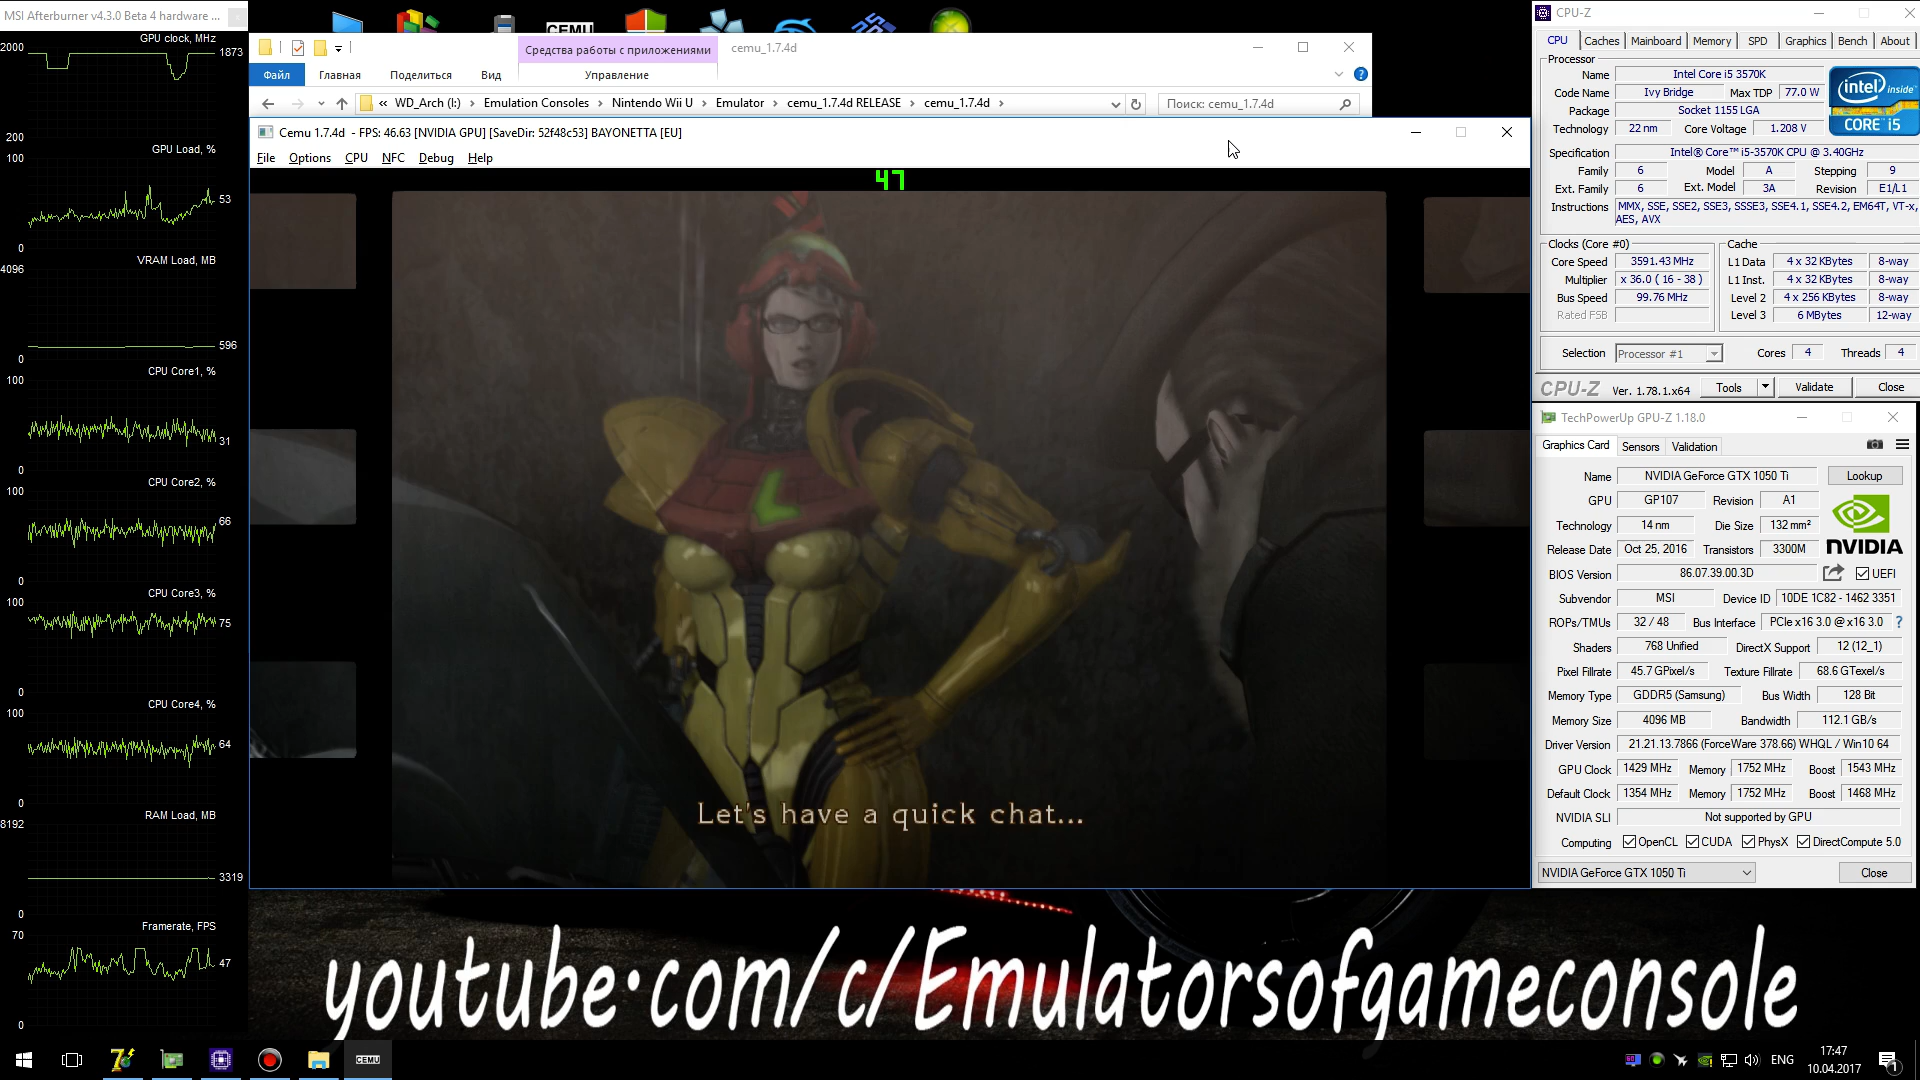 MSI Afterburner v4.3.0 Beta 4 hardware ...
GPU clock, MHz
2000
1873
200
GPU Load, %
100
53
0
VRAM Load, MB
4096
596
0
CPU Core1, %
100
31
0
CPU Core2, %
100
66
0
CPU Core3, %
100
75
0
CPU Core4, %
100
64
0
RAM Load, MB
8192
3319
0
Framerate, FPS
70
47
0
CEMU
Средства работы с приложениями
cemu_1.7.4d
Файл
Главная
Поделиться
Вид
Управление
« WD_Arch (I:) › Emulation Consoles › Nintendo Wii U › Emulator › cemu_1.7.4d RELEASE › cemu_1.7.4d ›
Поиск: cemu_1.7.4d
Cemu 1.7.4d - FPS: 46.63 [NVIDIA GPU] [SaveDir: 52f48c53] BAYONETTA [EU]
File Options CPU NFC Debug Help
47
Let's have a quick chat...
CPU-Z
CPU Caches Mainboard Memory SPD Graphics Bench About
Processor
Name Intel Core i5 3570K
Code Name Ivy Bridge Max TDP 77.0 W
Package Socket 1155 LGA
Technology 22 nm Core Voltage 1.208 V
intel inside™
CORE i5
Specification Intel® Core™ i5-3570K CPU @ 3.40GHz
Family 6 Model A Stepping 9
Ext. Family 6 Ext. Model 3A Revision E1/L1
Instructions MMX, SSE, SSE2, SSE3, SSSE3, SSE4.1, SSE4.2, EM64T, VT-x,
AES, AVX
Clocks (Core #0)
Core Speed 3591.43 MHz
Multiplier x 36.0 ( 16 - 38 )
Bus Speed 99.76 MHz
Rated FSB
Cache
L1 Data 4 x 32 KBytes 8-way
L1 Inst. 4 x 32 KBytes 8-way
Level 2 4 x 256 KBytes 8-way
Level 3 6 MBytes 12-way
Selection Processor #1 Cores 4 Threads 4
CPU-Z Ver. 1.78.1.x64 Tools Validate Close
TechPowerUp GPU-Z 1.18.0
Graphics Card Sensors Validation
Name NVIDIA GeForce GTX 1050 Ti Lookup
GPU GP107 Revision A1
Technology 14 nm Die Size 132 mm²
Release Date Oct 25, 2016 Transistors 3300M
NVIDIA
BIOS Version 86.07.39.00.3D UEFI
Subvendor MSI Device ID 10DE 1C82 - 1462 3351
ROPs/TMUs 32 / 48 Bus Interface PCIe x16 3.0 @ x16 3.0 ?
Shaders 768 Unified DirectX Support 12 (12_1)
Pixel Fillrate 45.7 GPixel/s Texture Fillrate 68.6 GTexel/s
Memory Type GDDR5 (Samsung) Bus Width 128 Bit
Memory Size 4096 MB Bandwidth 112.1 GB/s
Driver Version 21.21.13.7866 (ForceWare 378.66) WHQL / Win10 64
GPU Clock 1429 MHz Memory 1752 MHz Boost 1543 MHz
Default Clock 1354 MHz Memory 1752 MHz Boost 1468 MHz
NVIDIA SLI Not supported by GPU
Computing OpenCL CUDA PhysX DirectCompute 5.0
NVIDIA GeForce GTX 1050 Ti Close
youtube.com/c/Emulatorsofgameconsole
CEMU
ENG
17:47
10.04.2017
1